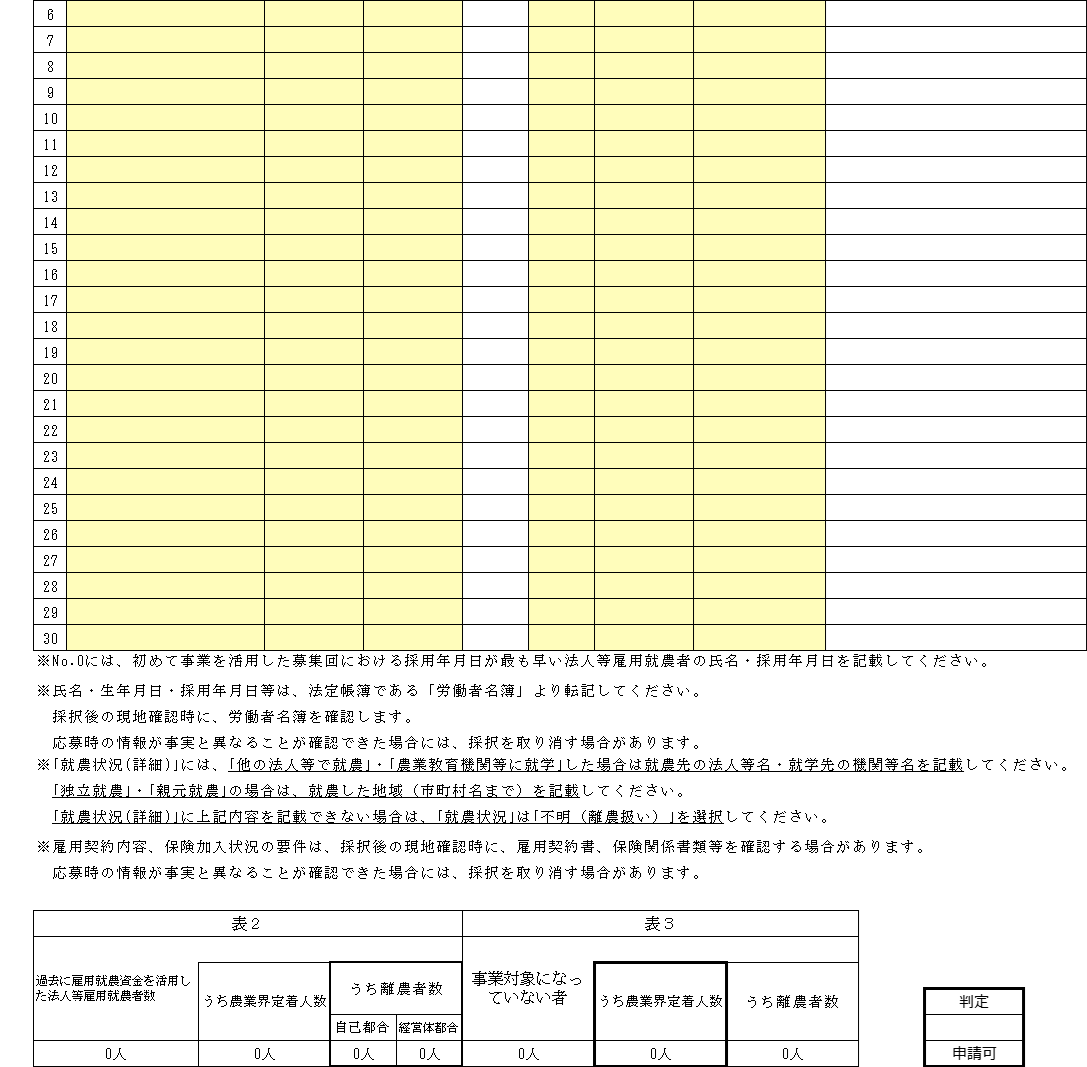 6
7
8
9
10
11
12
13
14
15
16
17
18
19
20
21
22
23
24
25
26
27
28
29
30
※No.0には、初めて事業を活用した募集回における採用年月日が最も早い法人等雇用就農者の氏名・採用年月日を記載してください。
※氏名・生年月日・採用年月日等は、法定帳簿である「労働者名簿」より転記してください。
採択後の現地確認時に、労働者名簿を確認します。
応募時の情報が事実と異なることが確認できた場合には、採択を取り消す場合があります。
※｢就農状況(詳細)｣には、｢他の法人等で就農｣・｢農業教育機関等に就学｣した場合は就農先の法人等名・就学先の機関等名を記載してください。
｢独立就農｣・｢親元就農｣の場合は、就農した地域（市町村名まで）を記載してください。
｢就農状況(詳細)｣に上記内容を記載できない場合は、｢就農状況｣は｢不明（離農扱い）｣を選択してください。
※雇用契約内容、保険加入状況の要件は、採択後の現地確認時に、雇用契約書、保険関係書類等を確認する場合があります。
応募時の情報が事実と異なることが確認できた場合には、採択を取り消す場合があります。
表２ 表３
過去に雇用就農資金を活用し
た法人等雇用就農者数
うち農業界定着人数
うち離農者数
自己都合 経営体都合
事業対象になっ
ていない者
うち農業界定着人数
うち離農者数
0人 0人 0人 0人 0人 0人 0人
判定
申請可